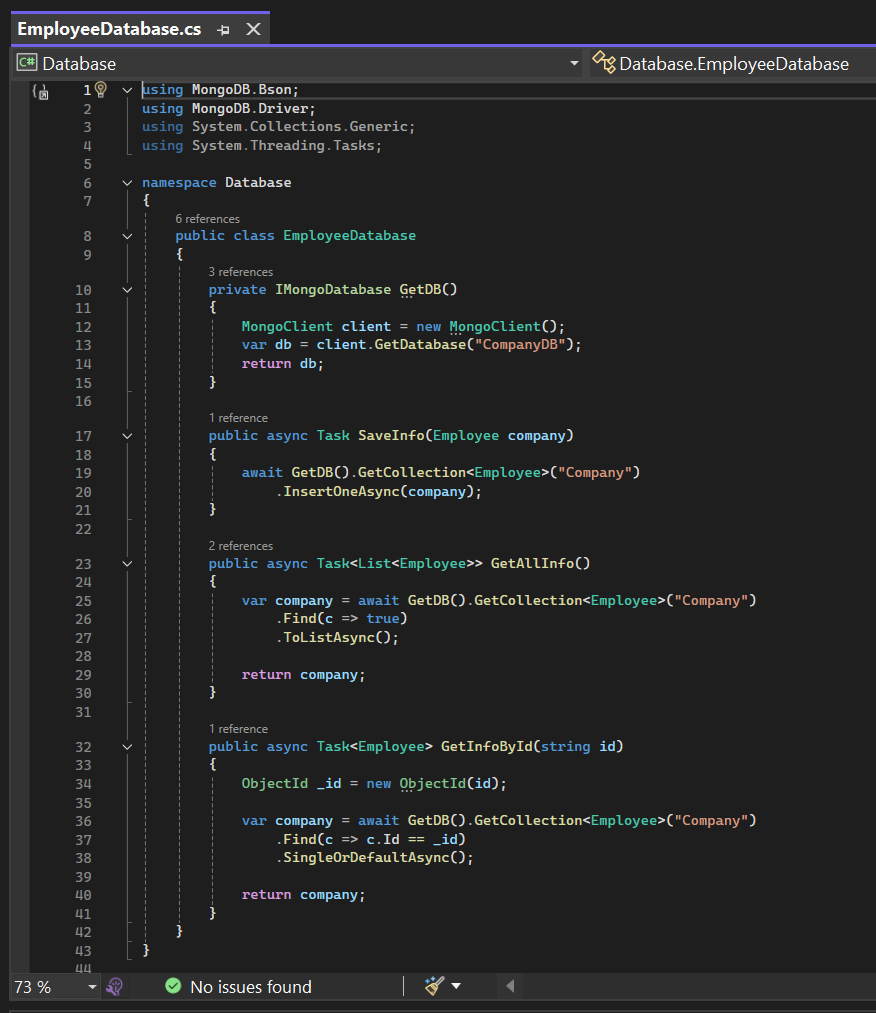 EmployeeDatabase.cs
C# Database Database.EmployeeDatabase
1 using MongoDB.Bson;
2 using MongoDB.Driver;
3 using System.Collections.Generic;
4 using System.Threading.Tasks;
5
6 namespace Database
7 {
6 references
8 public class EmployeeDatabase
9 {
3 references
10 private IMongoDatabase GetDB()
11 {
12 MongoClient client = new MongoClient();
13 var db = client.GetDatabase("CompanyDB");
14 return db;
15 }
16
1 reference
17 public async Task SaveInfo(Employee company)
18 {
19 await GetDB().GetCollection<Employee>("Company")
20 .InsertOneAsync(company);
21 }
22
2 references
23 public async Task<List<Employee>> GetAllInfo()
24 {
25 var company = await GetDB().GetCollection<Employee>("Company")
26 .Find(c => true)
27 .ToListAsync();
28
29 return company;
30 }
31
1 reference
32 public async Task<Employee> GetInfoById(string id)
33 {
34 ObjectId _id = new ObjectId(id);
35
36 var company = await GetDB().GetCollection<Employee>("Company")
37 .Find(c => c.Id == _id)
38 .SingleOrDefaultAsync();
39
40 return company;
41 }
42 }
43 }
44
73 % No issues found